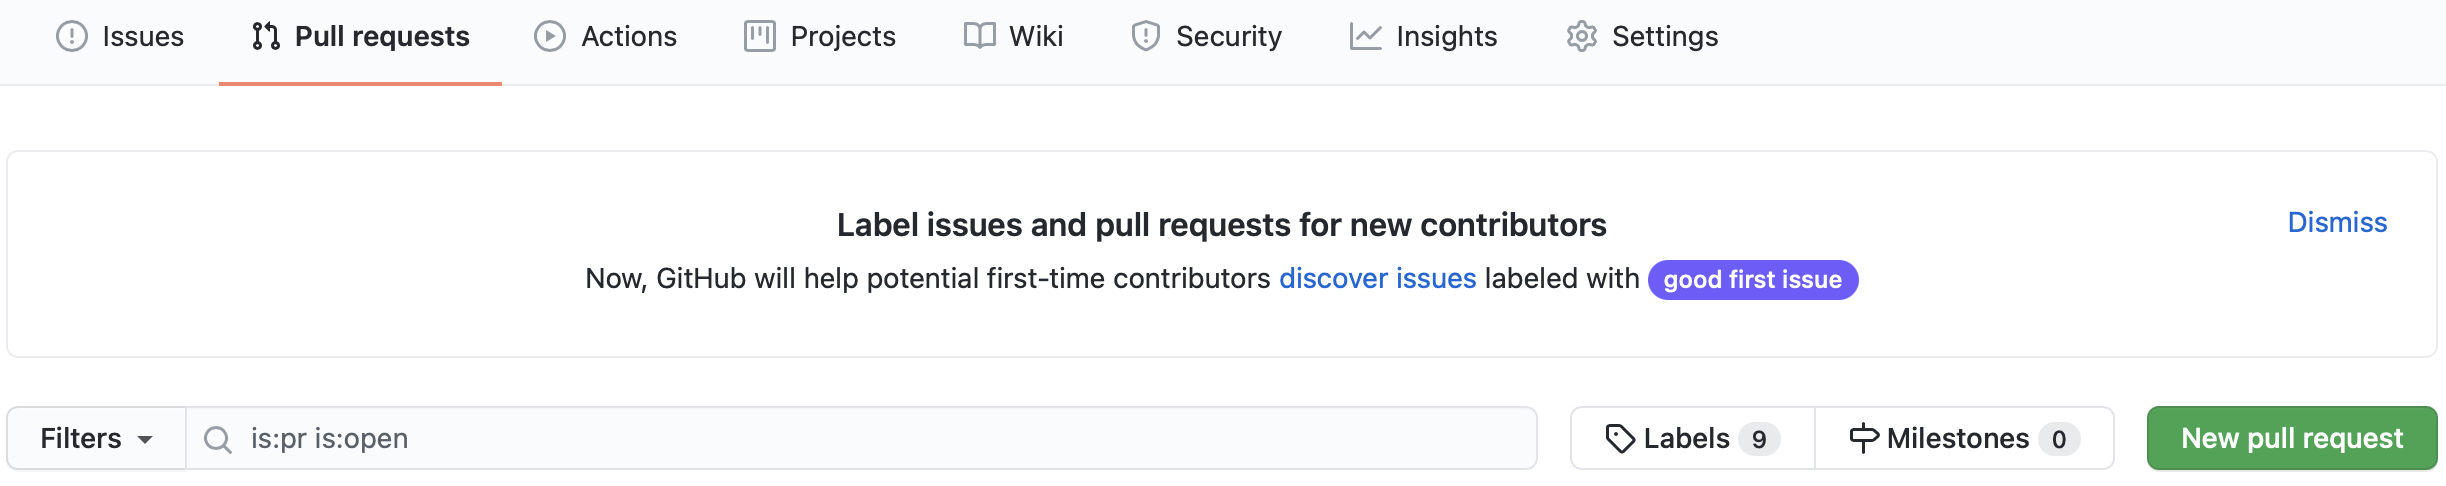 Issues Pull requests Actions Projects Wiki Security Insights Settings
Label issues and pull requests for new contributors
Dismiss
Now, GitHub will help potential first-time contributors discover issues labeled with good first issue
Filters is:pr is:open Labels 9 Milestones 0 New pull request